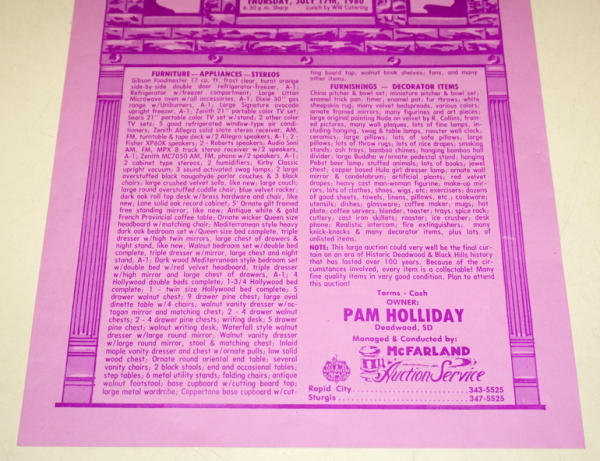 THURSDAY, JULY 17th, 1980
6:30 p.m. Sharp Lunch by WW Catering
FURNITURE — APPLIANCES — STEREOS
Gibson Foodmaster 17 cu. ft. frost clear, burnt orange
side-by-side double door refrigerator-freezer, A-1;
Refrigerator w/freezer compartment; Large Litton
Microwave oven w/all accessories, A-1; Dixie 30" gas
range w/Uniburners, A-1; Large Signature avocado
upright freezer, A-1; Zenith 21" portable color TV set;
Sears 21" portable color TV set w/stand; 2 other color
TV sets; 5 good refrigerated window-type air condi-
tioners; Zenith Allegro solid state stereo receiver, AM,
FM, turntable & tape deck w/2 Allegro speakers, A-1; 2 -
Fisher XP60K speakers; 2 - Roberts speakers; Audio Soni
AM, FM, MPX 8 track stereo receiver w/2 speakers,
A-1; Zenith MC7050 AM, FM, phono w/2 speakers, A-1;
2 cabinet type stereos; 2 humidifiers; Kirby Classic
upright vacuum; 3 sound activated swag lamps; 2 large
overstuffed black naugahyde parlor couches & 3 black
chairs; large crushed velvet sofa, like new; large couch;
large round overstuffed cuddle chair; blue velvet rocker;
dark oak roll top desk w/brass hardware and chair, like
new; Lane solid oak record cabinet; 5' Ornate gilt framed
free standing mirror, like new; Antique white & gold
French Provincial coffee table; Ornate wicker Queen size
headboard w/matching chair; Mediterranean style heavy
dark oak bedroom set w/Queen size bed complete, triple
dresser w/high twin mirrors, large chest of drawers &
night stand, like new; Walnut bedroom set w/double bed
complete, triple dresser w/mirror, large chest and night
stand, A-1; Dark wood Mediterranean style bedroom set
w/double bed w/red velvet headboard, triple dresser
w/high mirror and large chest of drawers, A-1; 4
Hollywood double beds complete; 1-3/4 Hollywood bed
complete; 1 - twin size Hollywood bed complete; 5
drawer walnut chest; 9 drawer pine chest; large oval
dinette table w/4 chairs; walnut vanity dresser w/oc-
tagon mirror and matching chest; 2 - 4 drawer walnut
chests; 2 - 4 drawer pine chests; writing desk; 5 drawer
pine chest; walnut writing desk; Waterfall style walnut
dresser w/large round mirror; Walnut vanity dresser
w/large round mirror, stool & matching chest; Inlaid
maple vanity dresser and chest w/ornate pulls; low solid
wood chest; Ornate round oriental end table; several
vanity chairs; 2 black stools; end and occasional tables;
step tables; 6 metal utility stands; folding chairs; antique
walnut footstool; base cupboard w/cutting board top;
large metal wardrobe; Coppertone base cupboard w/cut-
ting board top, walnut book shelves; fans, and many
other items.
FURNISHINGS — DECORATOR ITEMS
China pitcher & bowl set; miniature pitcher & bowl set;
enamel trick pan, time; enamel pot; fur throws; white
sheepskin rug; many velvet bedspreads, various colors;
ornate framed mirrors; many figurines and art pieces;
large original painting Nude on velvet by R. Collins, fram-
ed pictures, many wall plaques, lots of fine lamps, in-
cluding hanging, swag & table lamps, rooster wall clock;
ceramics; large pillows; lots of sofa pillows, large
pillows; lots of throw rugs; lots of nice drapes; smoking
stands; ash trays; bamboo chimes; hanging bamboo hall
divider; large Buddha w/ornate pedestal stand; hanging
Pabst beer lamp; stuffed animals; lots of books; jewel
chest; copper based Hula girl dresser lamp; ornate wall
mirror & candelabrum; artificial plants; red velvet
drapes; heavy cast man-woman figurine; make-up mir-
rors; lots of clothes, shoes, wigs, etc; exercisers; dozens
of good sheets, towels, linens, pillows, etc.,; cookware;
utensils; dishes; glassware; coffee maker; mugs; hot
plate; coffee servers; blender; toaster; trays; spice rack;
cutlery; cast iron skillets; roaster; ice crusher; desk
phone; Realistic intercom; fire extinguishers; many
knick-knacks & many decorator items, plus lots of
unlisted items.
NOTE: This large auction could very well be the final cur-
tain on an era of Historic Deadwood & Black Hills history
that has lasted over 100 years. Because of the cir-
cumstances involved, every item is a collectable! Many
fine quality items in very good condition. Plan to attend
this auction!
Terms - Cash
OWNER:
PAM HOLLIDAY
Deadwood, SD
Managed & Conducted by:
McFARLAND
Auction Service
Rapid City 343-5525
Sturgis 347-5525